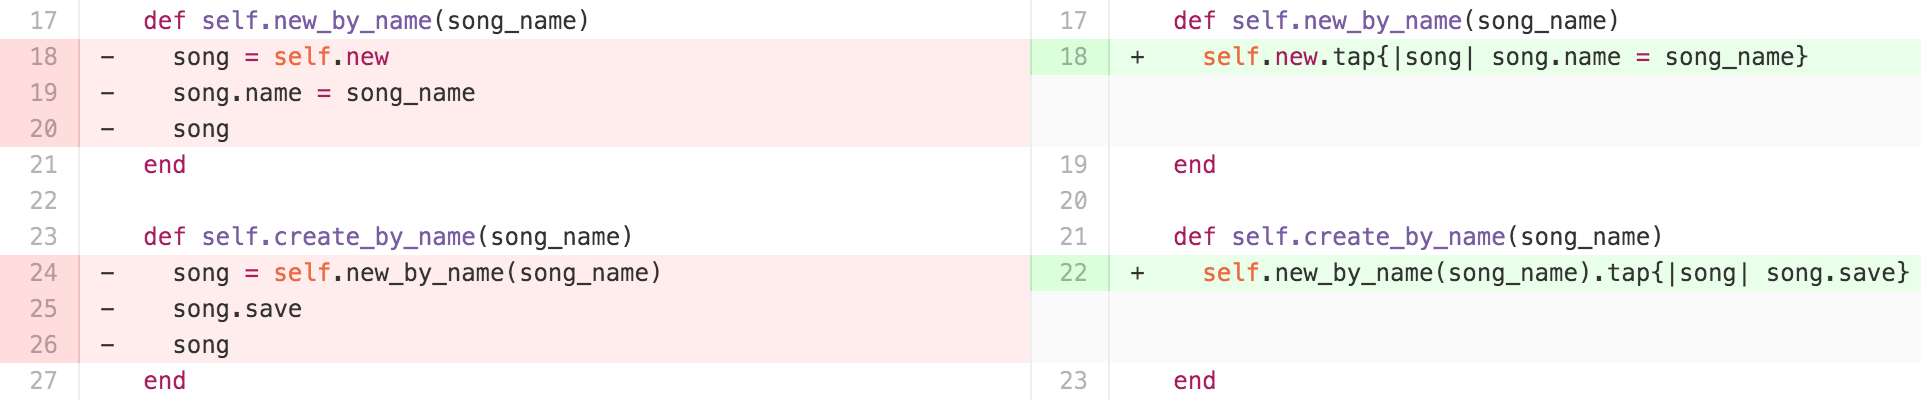 17 def self.new_by_name(song_name) 17 def self.new_by_name(song_name)
18 - song = self.new 18 + self.new.tap{|song| song.name = song_name}
19 - song.name = song_name
20 - song
21 end 19 end
22 20
23 def self.create_by_name(song_name) 21 def self.create_by_name(song_name)
24 - song = self.new_by_name(song_name) 22 + self.new_by_name(song_name).tap{|song| song.save}
25 - song.save
26 - song
27 end 23 end